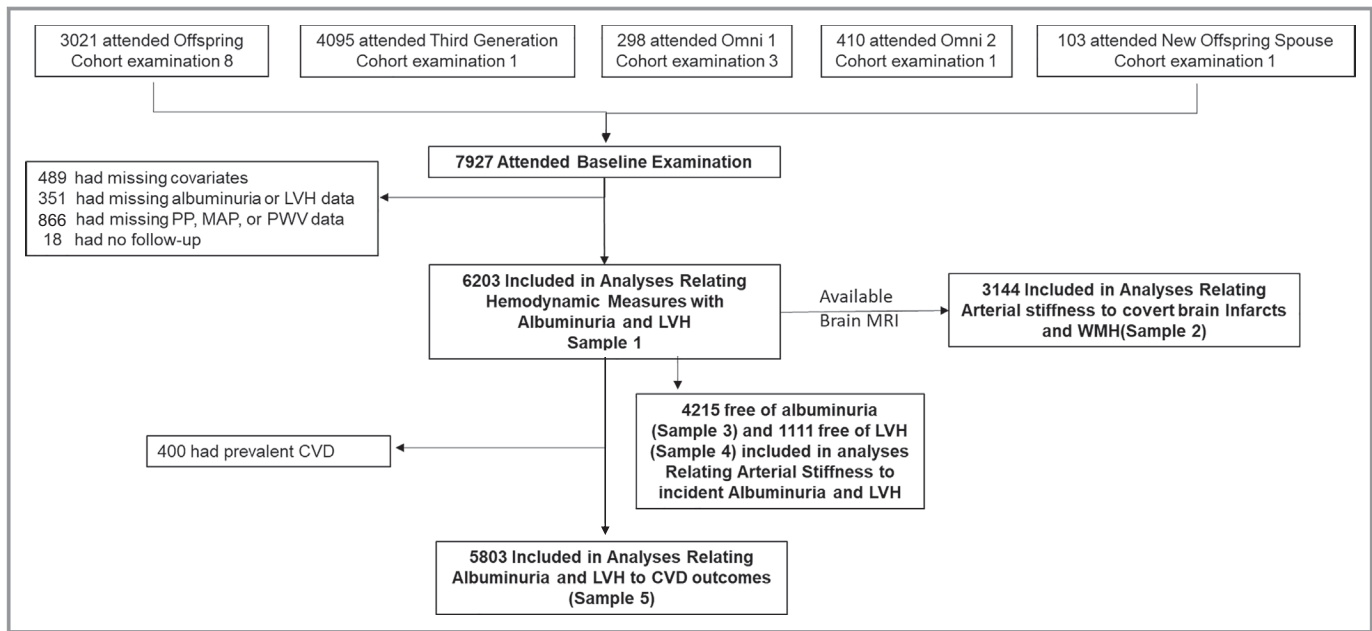 3021 attended Offspring
Cohort examination 8
4095 attended Third Generation
Cohort examination 1
298 attended Omni 1
Cohort examination 3
410 attended Omni 2
Cohort examination 1
103 attended New Offspring Spouse
Cohort examination 1
7927 Attended Baseline Examination
489 had missing covariates
351 had missing albuminuria or LVH data
866 had missing PP, MAP, or PWV data
18 had no follow-up
6203 Included in Analyses Relating
Hemodynamic Measures with
Albuminuria and LVH
Sample 1
Available
Brain MRI
3144 Included in Analyses Relating
Arterial stiffness to covert brain Infarcts
and WMH(Sample 2)
4215 free of albuminuria
(Sample 3) and 1111 free of LVH
(Sample 4) included in analyses
Relating Arterial Stiffness to
incident Albuminuria and LVH
400 had prevalent CVD
5803 Included in Analyses Relating
Albuminuria and LVH to CVD outcomes
(Sample 5)